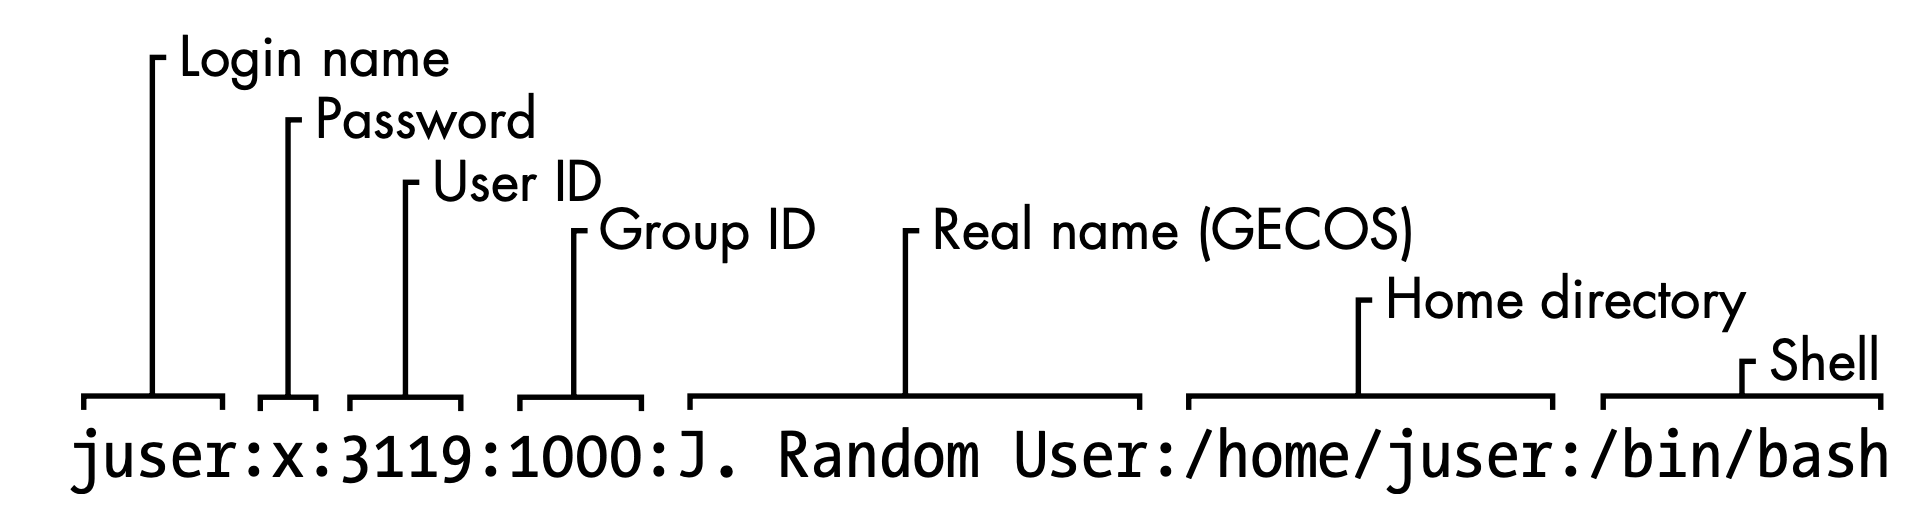 Login name
Password
User ID
Group ID
Real name (GECOS)
Home directory
Shell
juser:x:3119:1000:J. Random User:/home/juser:/bin/bash